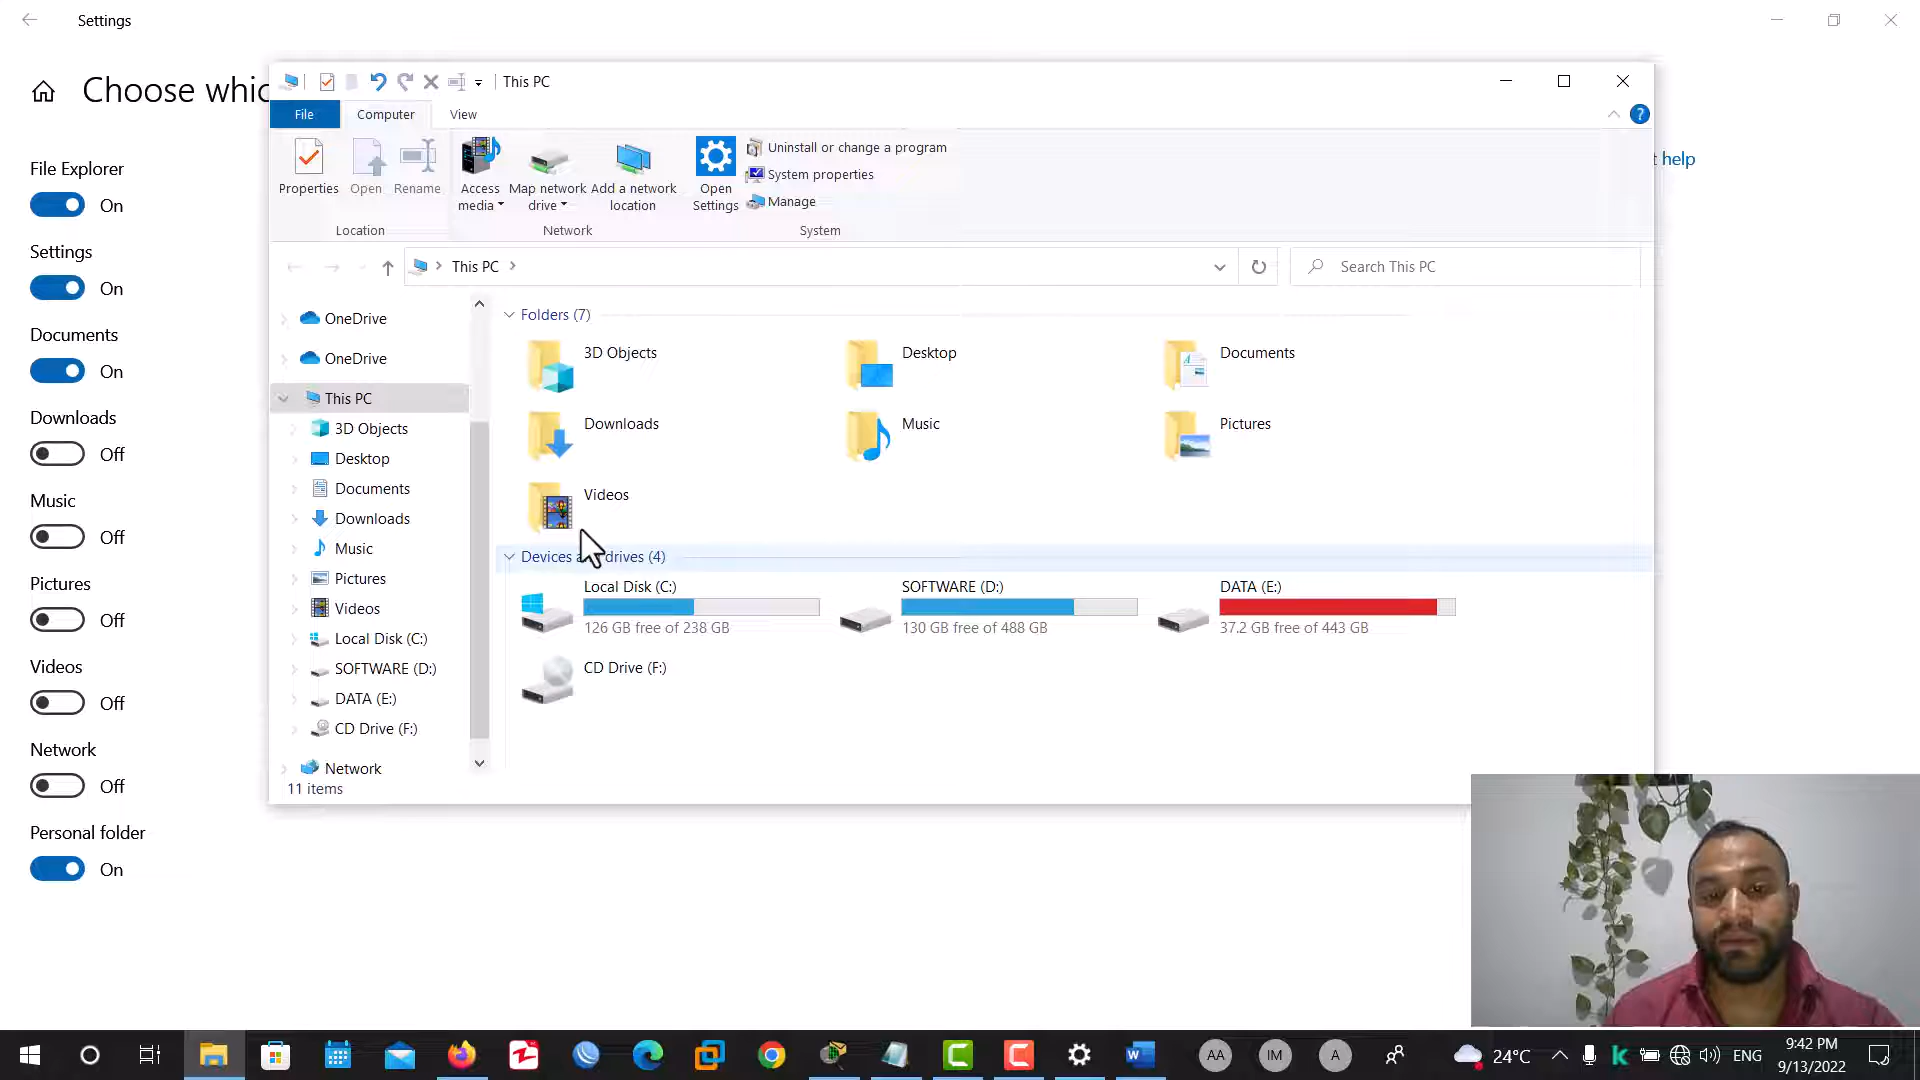 Settings
Choose whic
File Explorer
On
Settings
On
Documents
On
Downloads
Off
Music
Off
Pictures
Off
Videos
Off
Network
Off
Personal folder
On
This PC
File
Computer
View
Properties
Open
Rename
Location
Access media
Map network drive
Add a network location
Network
Open Settings
Uninstall or change a program
System properties
Manage
System
t help
This PC
Search This PC
OneDrive
OneDrive
This PC
3D Objects
Desktop
Documents
Downloads
Music
Pictures
Videos
Local Disk (C:)
SOFTWARE (D:)
DATA (E:)
CD Drive (F:)
Network
11 items
Folders (7)
3D Objects
Desktop
Documents
Downloads
Music
Pictures
Videos
Devices a drives (4)
Local Disk (C:)
126 GB free of 238 GB
SOFTWARE (D:)
130 GB free of 488 GB
DATA (E:)
37.2 GB free of 443 GB
CD Drive (F:)
AA
IM
A
24°C
ENG
9:42 PM
9/13/2022